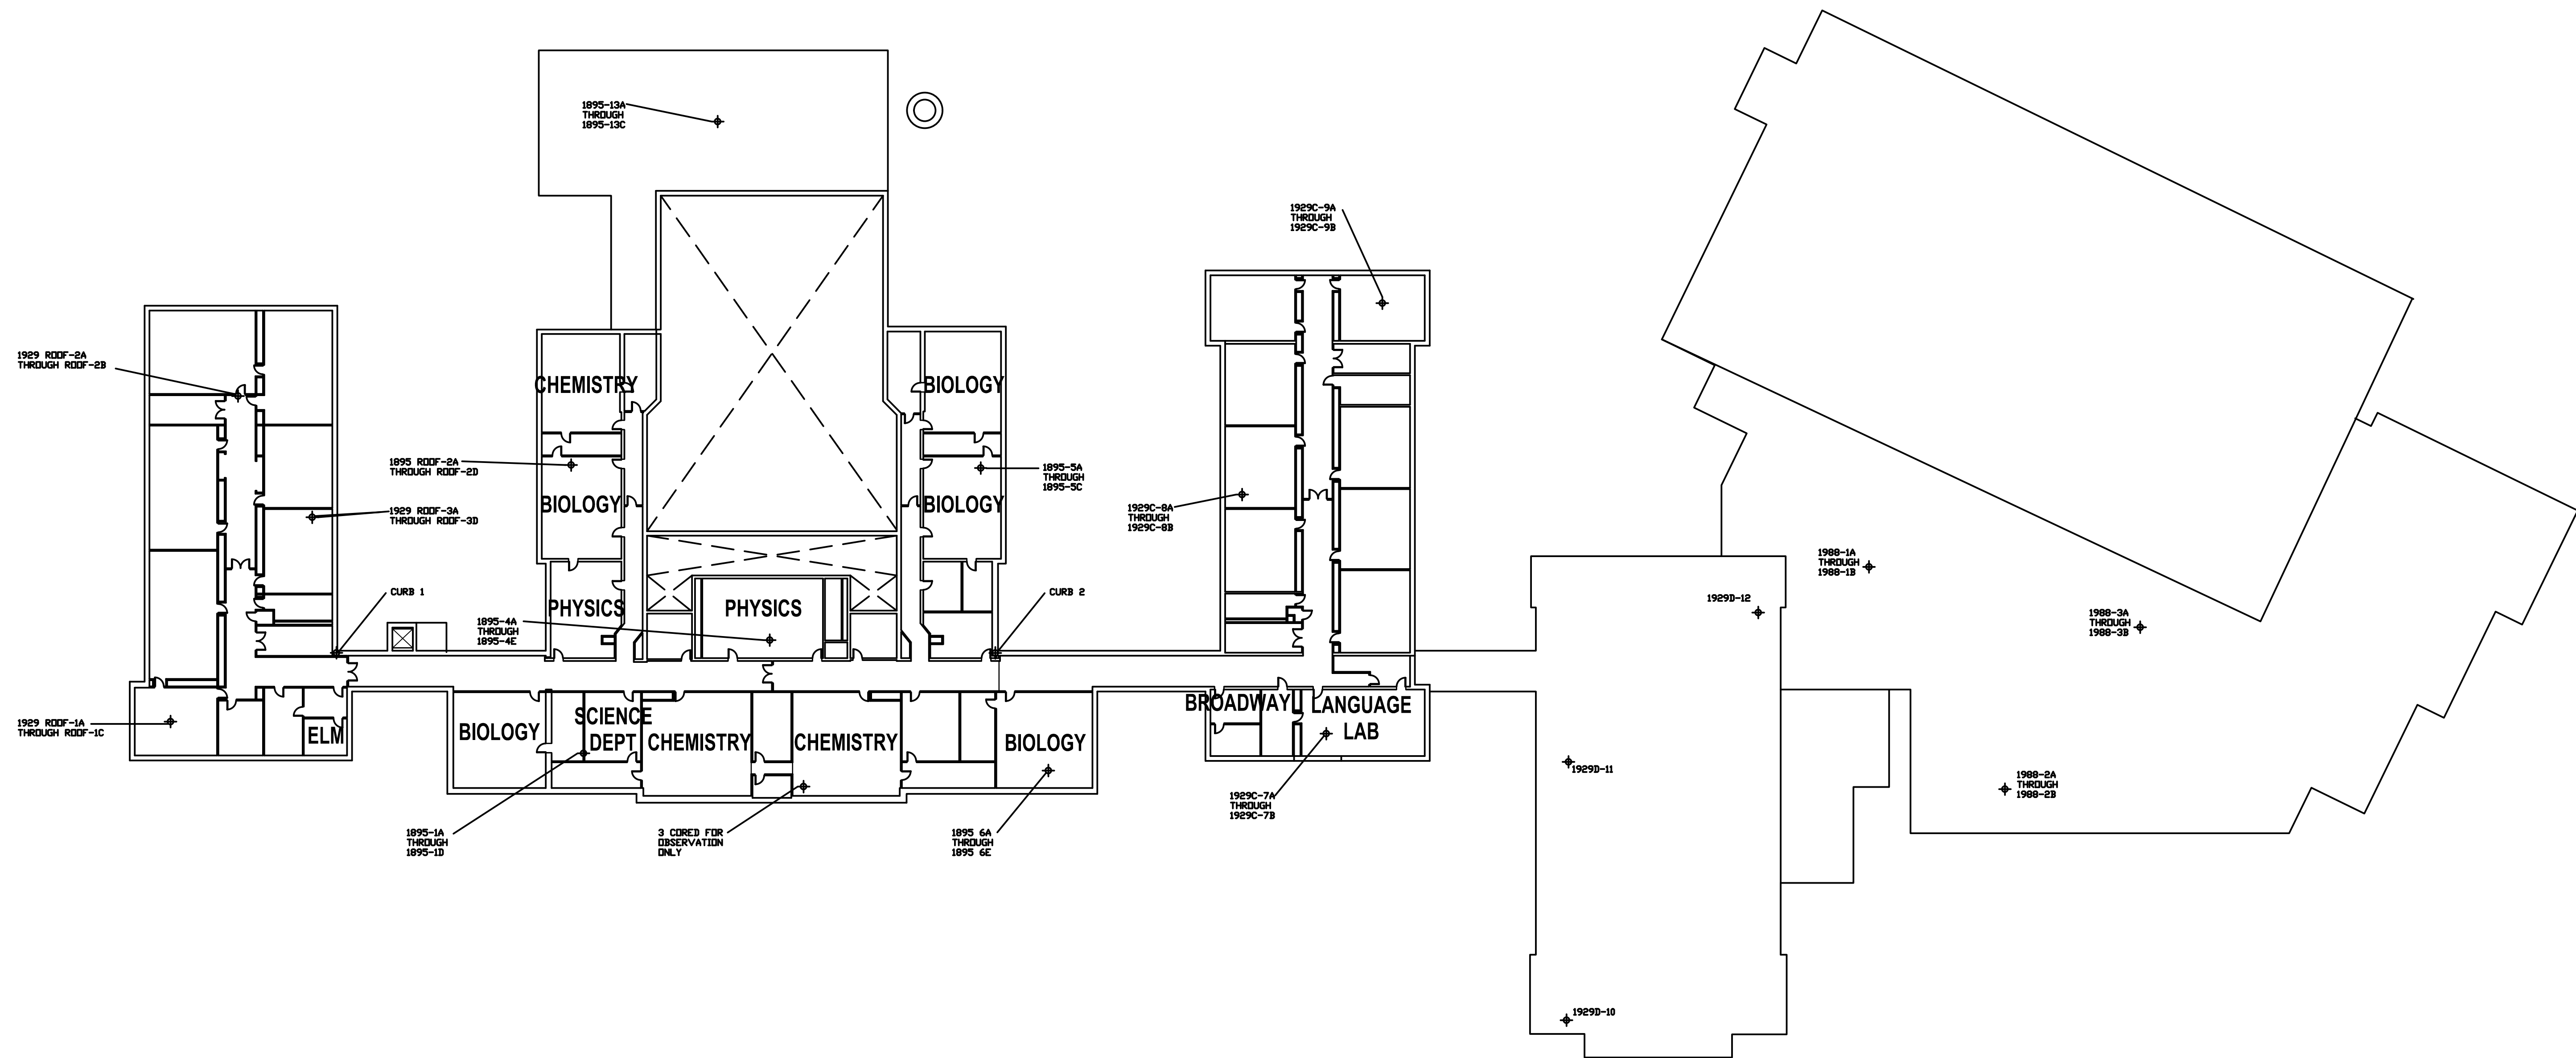 1895-13A
THROUGH
1895-13C
1929C-9A
THROUGH
1929C-9B
1929 ROOF-2A
THROUGH ROOF-2B
CHEMISTRY
BIOLOGY
1895 ROOF-2A
THROUGH ROOF-2D
1895-5A
THROUGH
1895-5C
BIOLOGY
BIOLOGY
1929C-8A
THROUGH
1929C-8B
1929 ROOF-3A
THROUGH ROOF-3D
1988-1A
THROUGH
1988-1B
CURB 1
CURB 2
1929D-12
PHYSICS
PHYSICS
1895-4A
THROUGH
1895-4E
1988-3A
THROUGH
1988-3B
1929 ROOF-1A
THROUGH ROOF-1C
ELM
BIOLOGY
SCIENCE
DEPT
CHEMISTRY
CHEMISTRY
BIOLOGY
BROADWAY
LANGUAGE
LAB
1929D-11
1988-2A
THROUGH
1988-2B
1929C-7A
THROUGH
1929C-7B
1895-1A
THROUGH
1895-1D
3 CORED FOR
OBSERVATION
ONLY
1895 6A
THROUGH
1895 6E
1929D-10